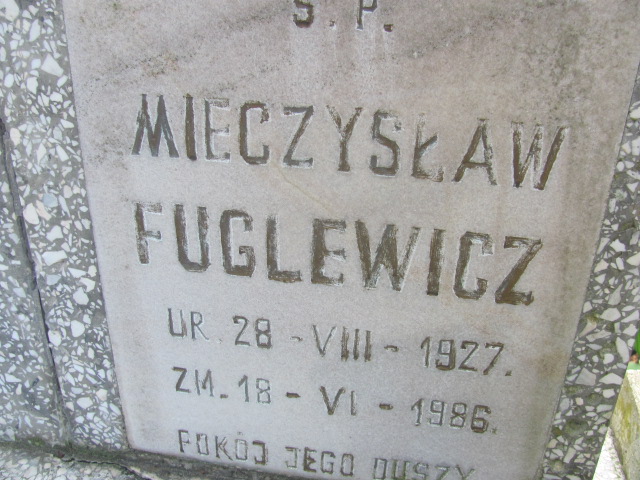 Ś.P.
MIECZYSŁAW
FUGLEWICZ
UR. 28-VIII-1927.
ZM. 18-VI-1986.
POKÓJ JEGO DUSZY